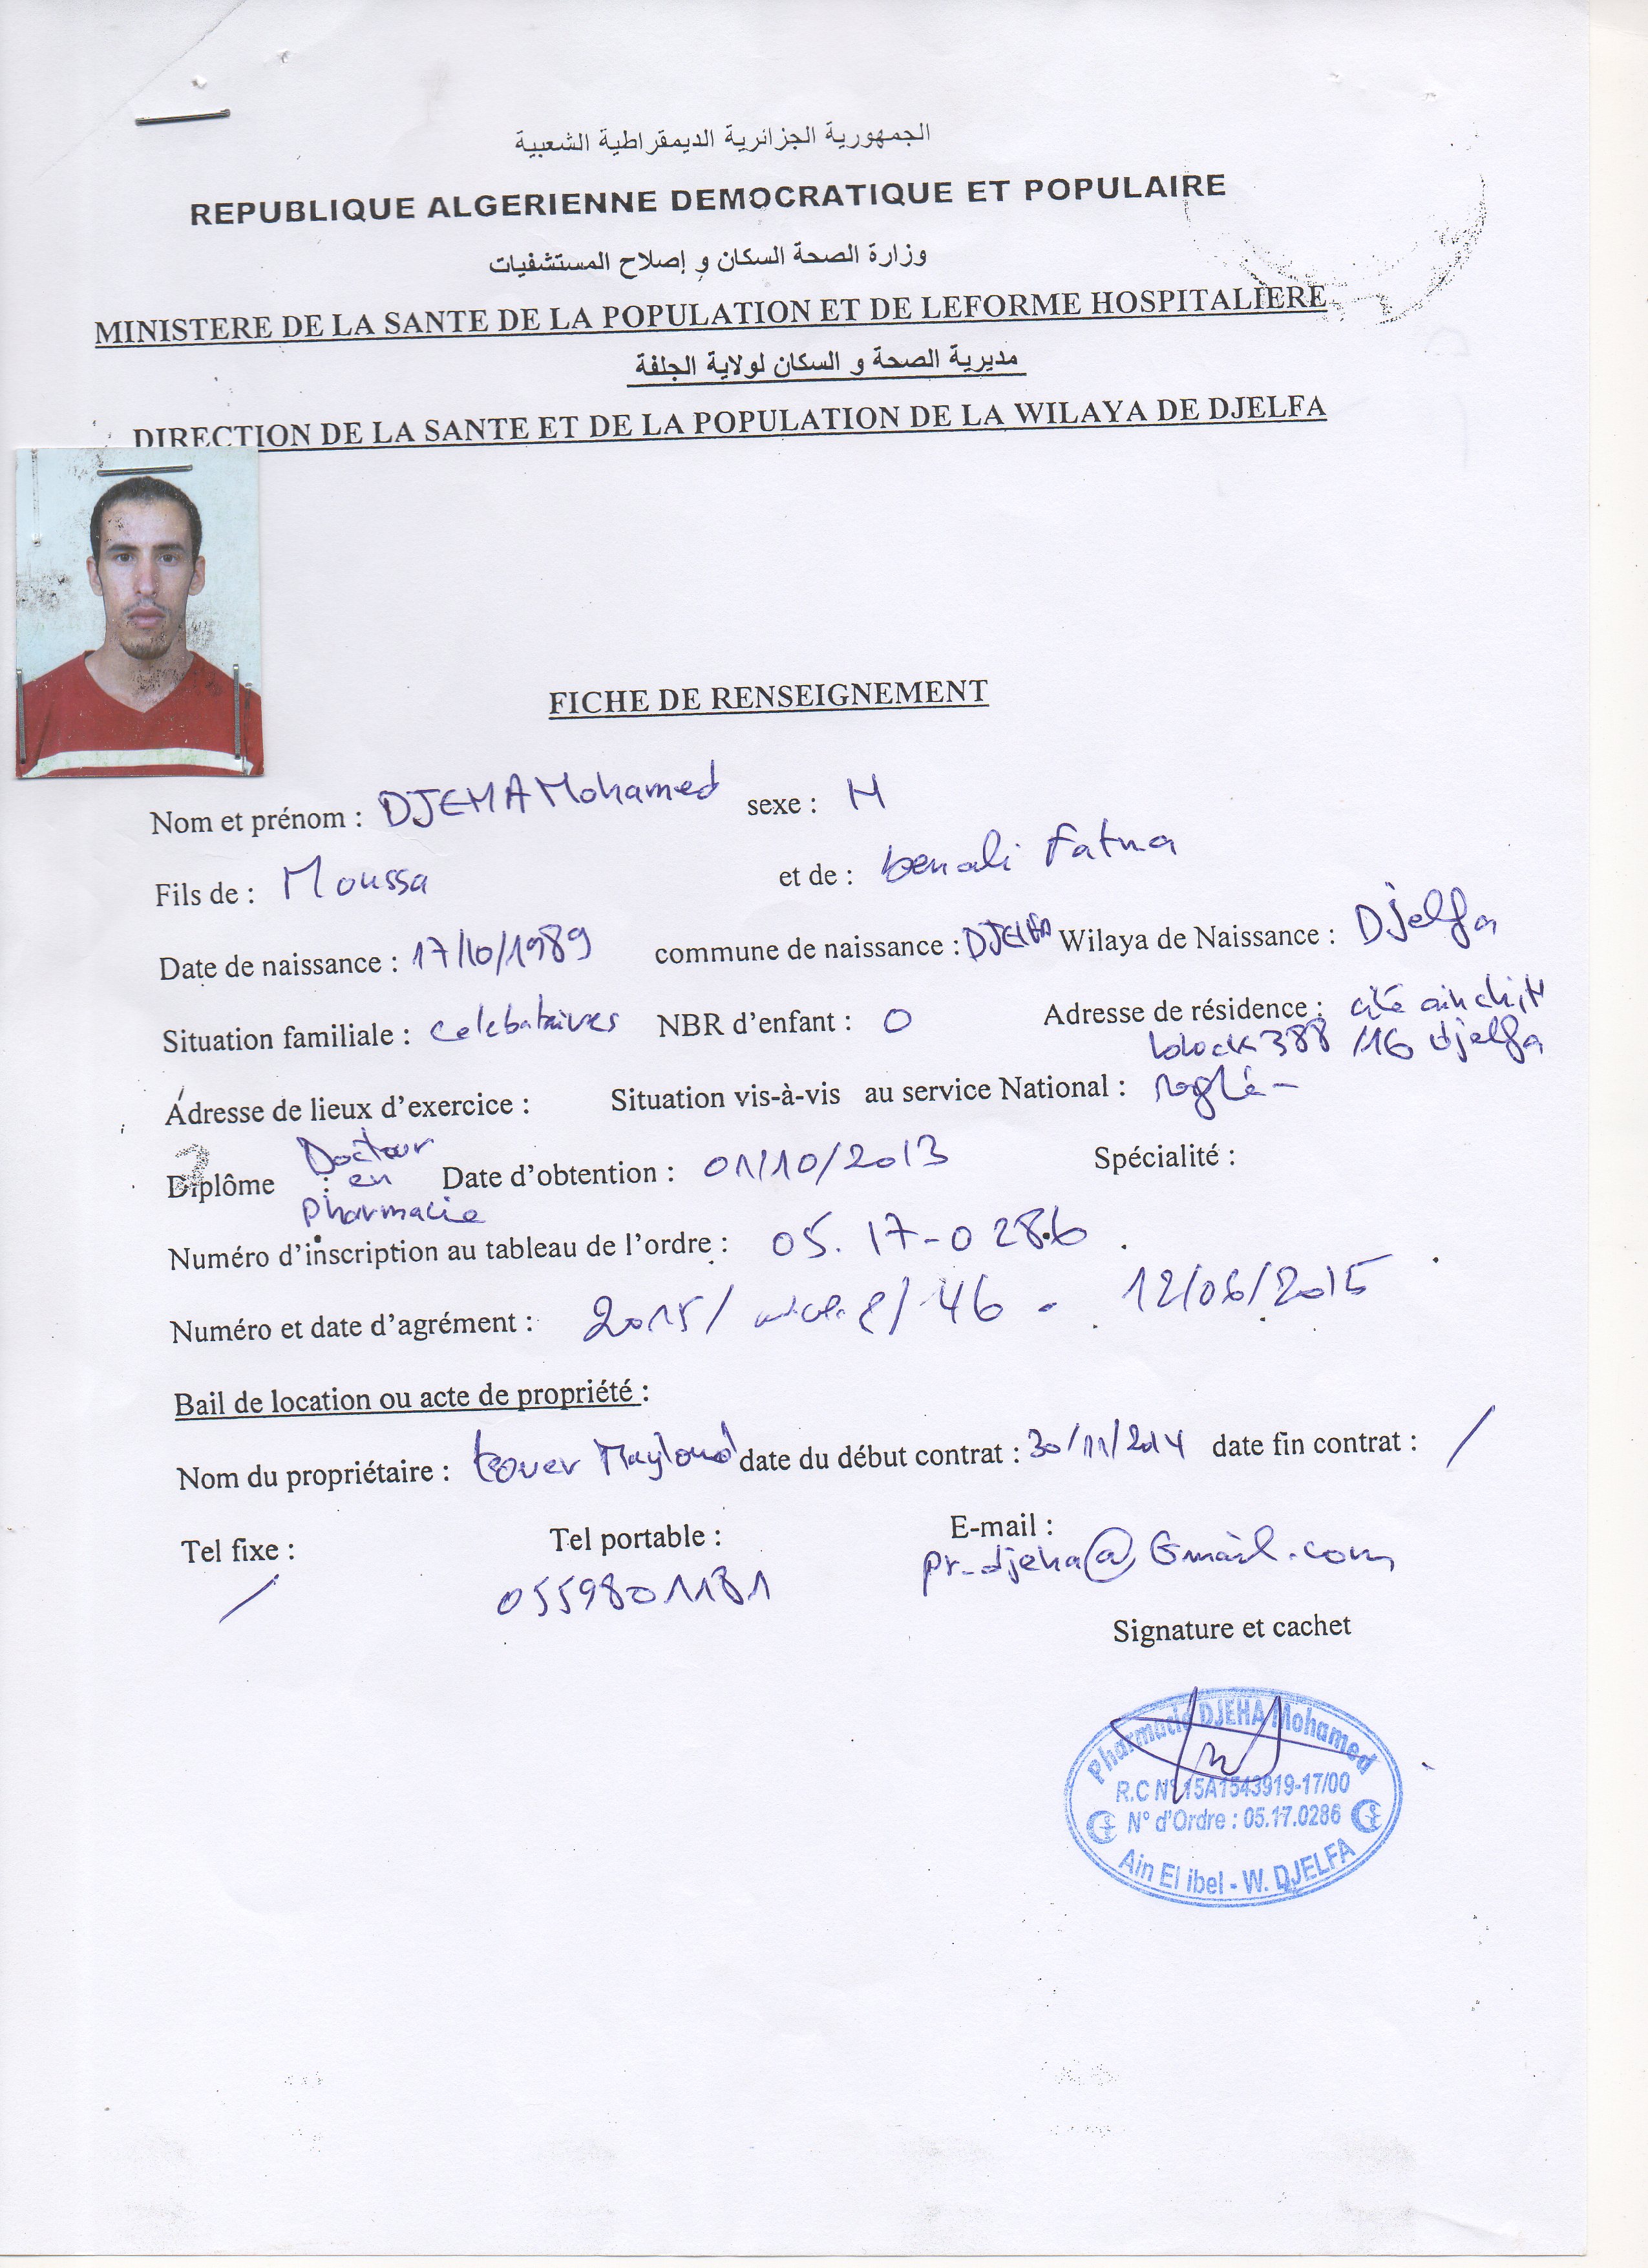 الجمهورية الجزائرية الديمقراطية الشعبية
REPUBLIQUE ALGERIENNE DEMOCRATIQUE ET POPULAIRE
وزارة الصحة السكان و إصلاح المستشفيات
MINISTERE DE LA SANTE DE LA POPULATION ET DE LEFORME HOSPITALIERE
مديرية الصحة و السكان لولاية الجلفة
DIRECTION DE LA SANTE ET DE LA POPULATION DE LA WILAYA DE DJELFA
FICHE DE RENSEIGNEMENT
Nom et prénom : DJEHA Mohamed sexe : M
Fils de : Moussa et de : benali Fatna
Date de naissance : 17/10/1989 commune de naissance : DJELFA Wilaya de Naissance : Djelfa
Situation familiale : NBR d'enfant : 0 Adresse de résidence : cité ain
block 388 /16 djelfa
Adresse de lieux d'exercice : Situation vis-à-vis au service National : réglé -
Diplôme : Docteur en pharmacie Date d'obtention : 01/10/2013 Spécialité :
Numéro d'inscription au tableau de l'ordre : 05.17-0286
Numéro et date d'agrément : 2015/ /46 - 12/06/2015
Bail de location ou acte de propriété :
Nom du propriétaire : date du début contrat : 30/11/2014 date fin contrat : /
Tel fixe : / Tel portable : E-mail :
0559801181 pr-djeha@Gmail.com
Signature et cachet
Pharmacie DJEHA Mohamed
R.C N° 15A1543919-17/00
N° d'Ordre : 05.17.0286
Ain El ibel - W. DJELFA